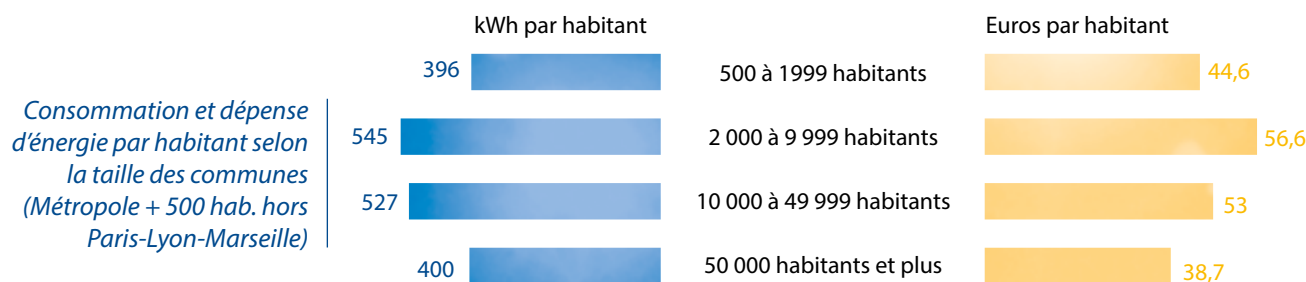 kWh par habitant
Euros par habitant
Consommation et dépense
d'énergie par habitant selon
la taille des communes
(Métropole + 500 hab. hors
Paris-Lyon-Marseille)
396
500 à 1999 habitants
44,6
545
2 000 à 9 999 habitants
56,6
527
10 000 à 49 999 habitants
53
400
50 000 habitants et plus
38,7